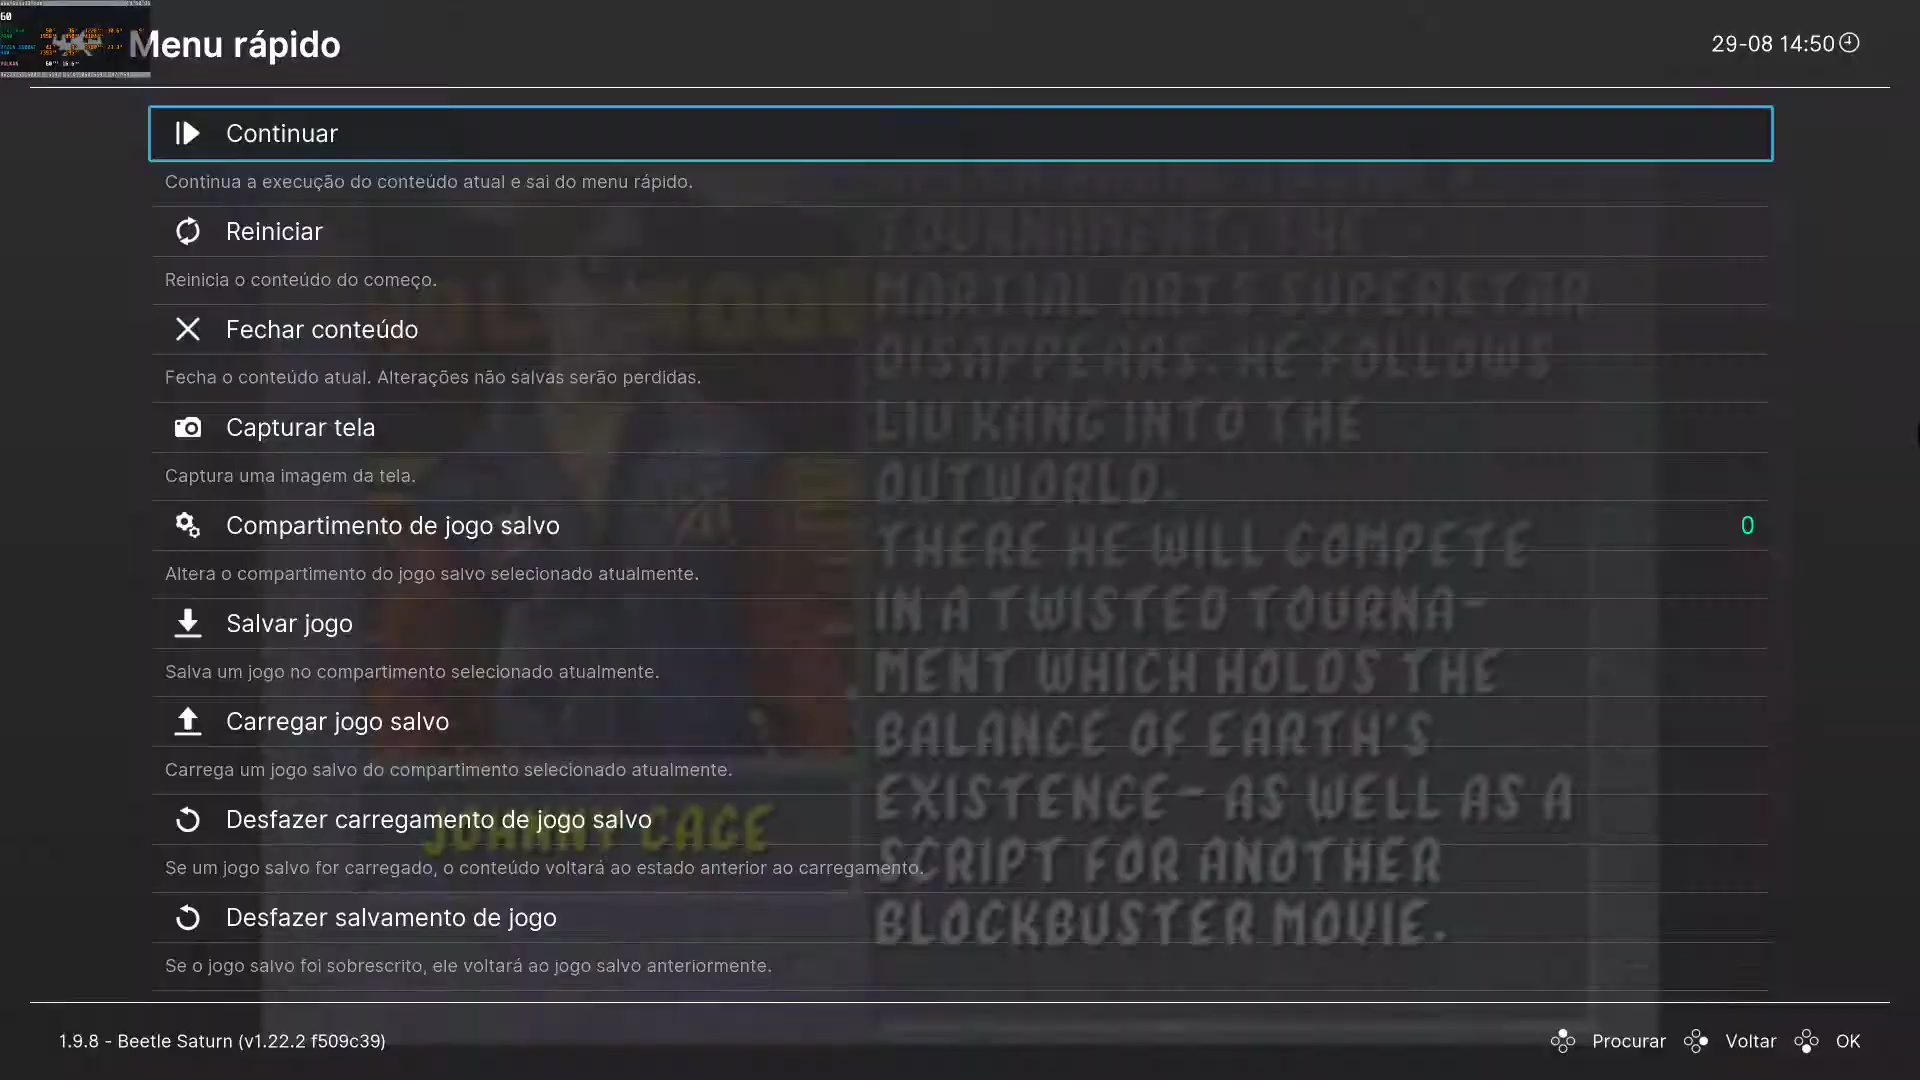 60
Menu rápido
29-08 14:50
Continuar
Continua a execução do conteúdo atual e sai do menu rápido.
Reiniciar
Reinicia o conteúdo do começo.
Fechar conteúdo
Fecha o conteúdo atual. Alterações não salvas serão perdidas.
Capturar tela
Captura uma imagem da tela.
Compartimento de jogo salvo
0
Altera o compartimento do jogo salvo selecionado atualmente.
Salvar jogo
Salva um jogo no compartimento selecionado atualmente.
Carregar jogo salvo
Carrega um jogo salvo do compartimento selecionado atualmente.
Desfazer carregamento de jogo salvo
Se um jogo salvo for carregado, o conteúdo voltará ao estado anterior ao carregamento.
Desfazer salvamento de jogo
Se o jogo salvo foi sobrescrito, ele voltará ao jogo salvo anteriormente.
TOURNAMENT, THE
MARTIAL ARTS SUPERSTAR
DISAPPEARS. HE FOLLOWS
LIU KANG INTO THE
OUTWORLD.
THERE HE WILL COMPETE
IN A TWISTED TOURNA-
MENT WHICH HOLDS THE
BALANCE OF EARTH'S
EXISTENCE- AS WELL AS A
SCRIPT FOR ANOTHER
BLOCKBUSTER MOVIE.
JOHNNY CAGE
1.9.8 - Beetle Saturn (v1.22.2 f509c39)
Procurar
Voltar
OK